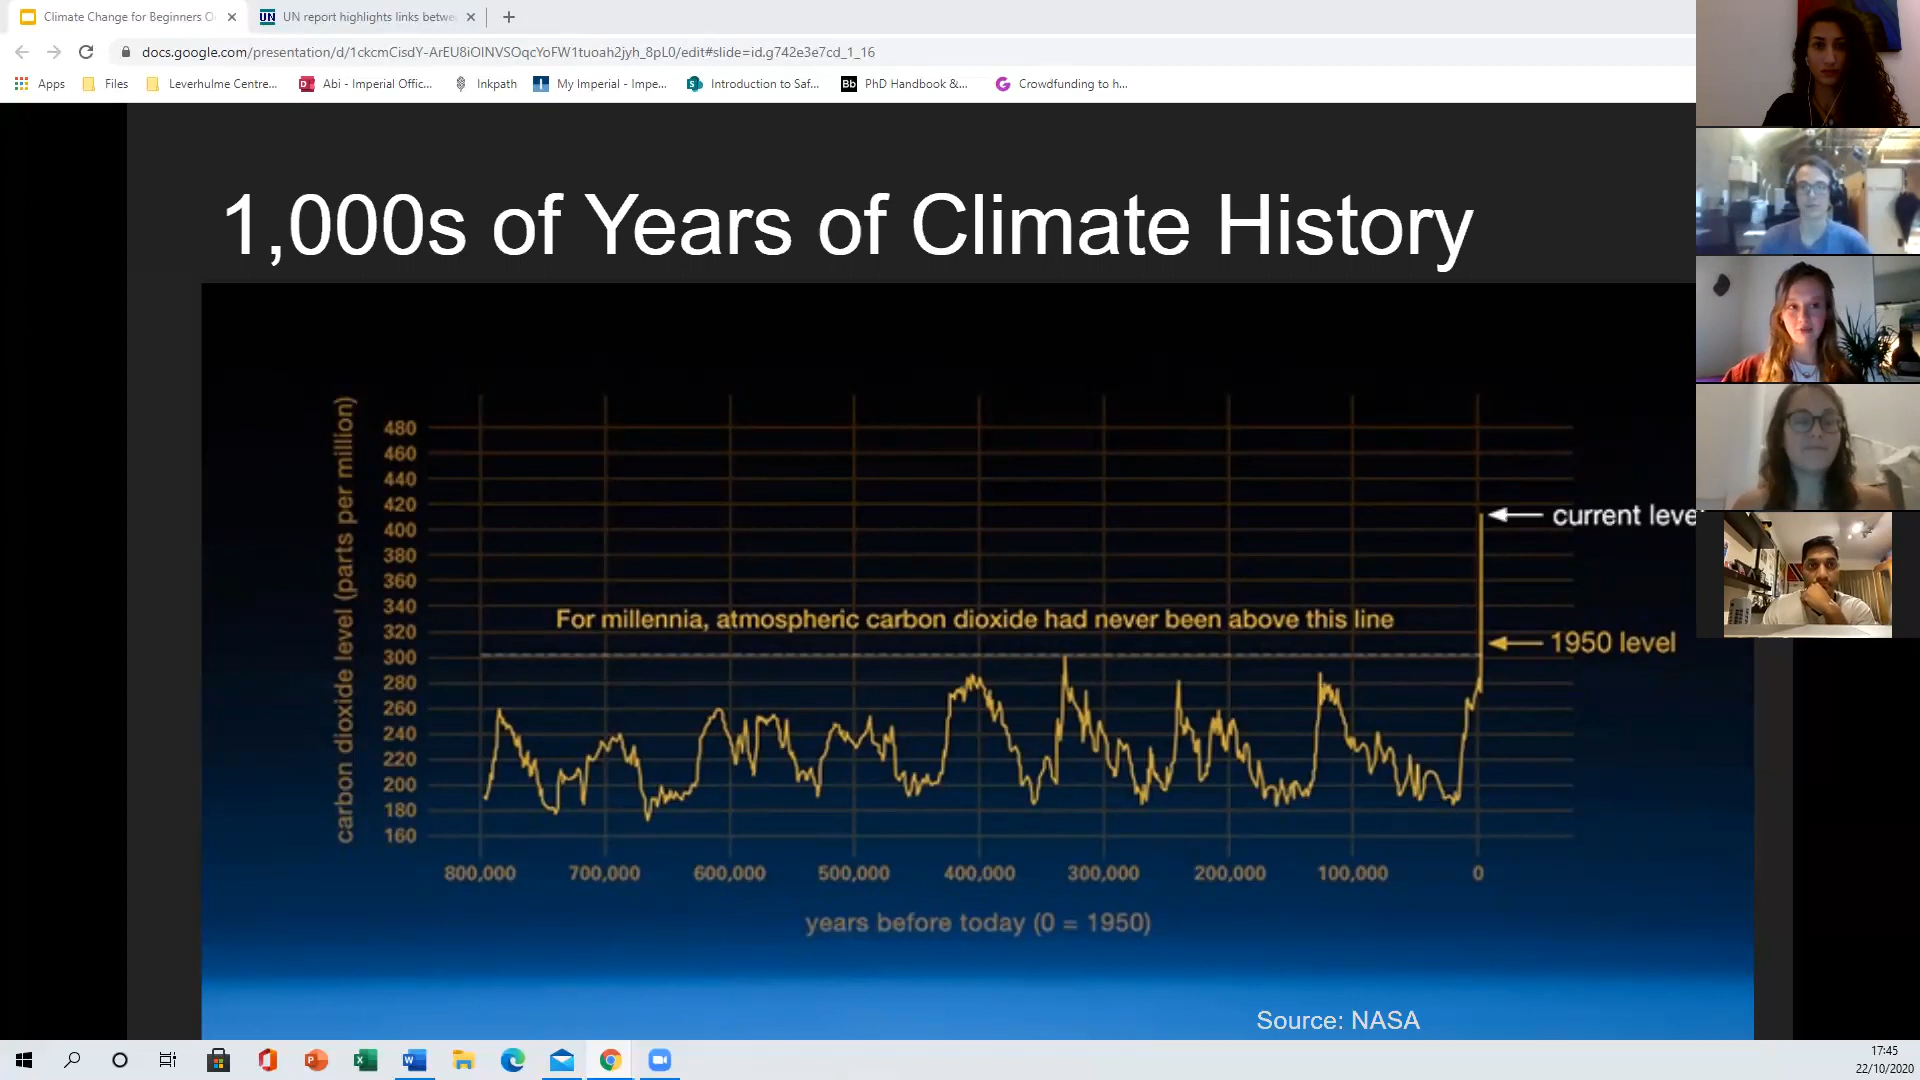 Climate Change for Beginners O
UN report highlights links betwe
docs.google.com/presentation/d/1ckcmCisdY-ArEU8iOlNVSOqcYoFW1tuoah2jyh_8pL0/edit#slide=id.g742e3e7cd_1_16
Apps Files Leverhulme Centre... Abi - Imperial Offic... Inkpath My Imperial - Impe... Introduction to Saf... Bb PhD Handbook &... Crowdfunding to h...
1,000s of Years of Climate History
carbon dioxide level (parts per million)
480
460
440
420
400
380
360
340
320
300
280
260
240
220
200
180
160
current leve
For millennia, atmospheric carbon dioxide had never been above this line
1950 level
800,000 700,000 600,000 500,000 400,000 300,000 200,000 100,000 0
years before today (0 = 1950)
Source: NASA
17:45
22/10/2020